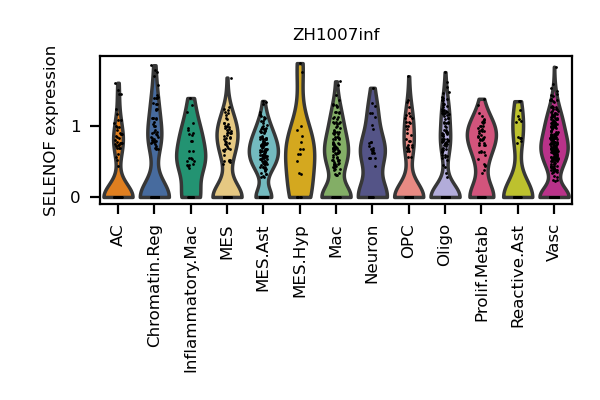 ZH1007inf
SELENOF expression
1
0
AC
Chromatin.Reg
Inflammatory.Mac
MES
MES.Ast
MES.Hyp
Mac
Neuron
OPC
Oligo
Prolif.Metab
Reactive.Ast
Vasc